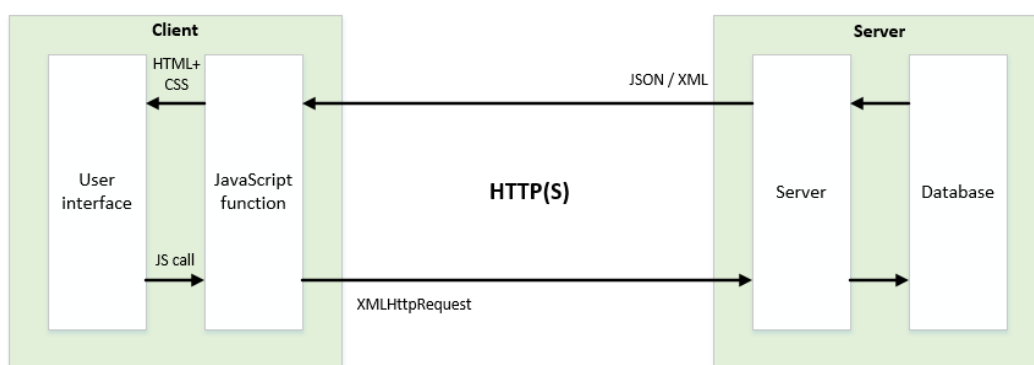 Client
Server
HTML+
CSS
JSON / XML
User
interface
JavaScript
function
HTTP(S)
Server
Database
JS call
XMLHttpRequest